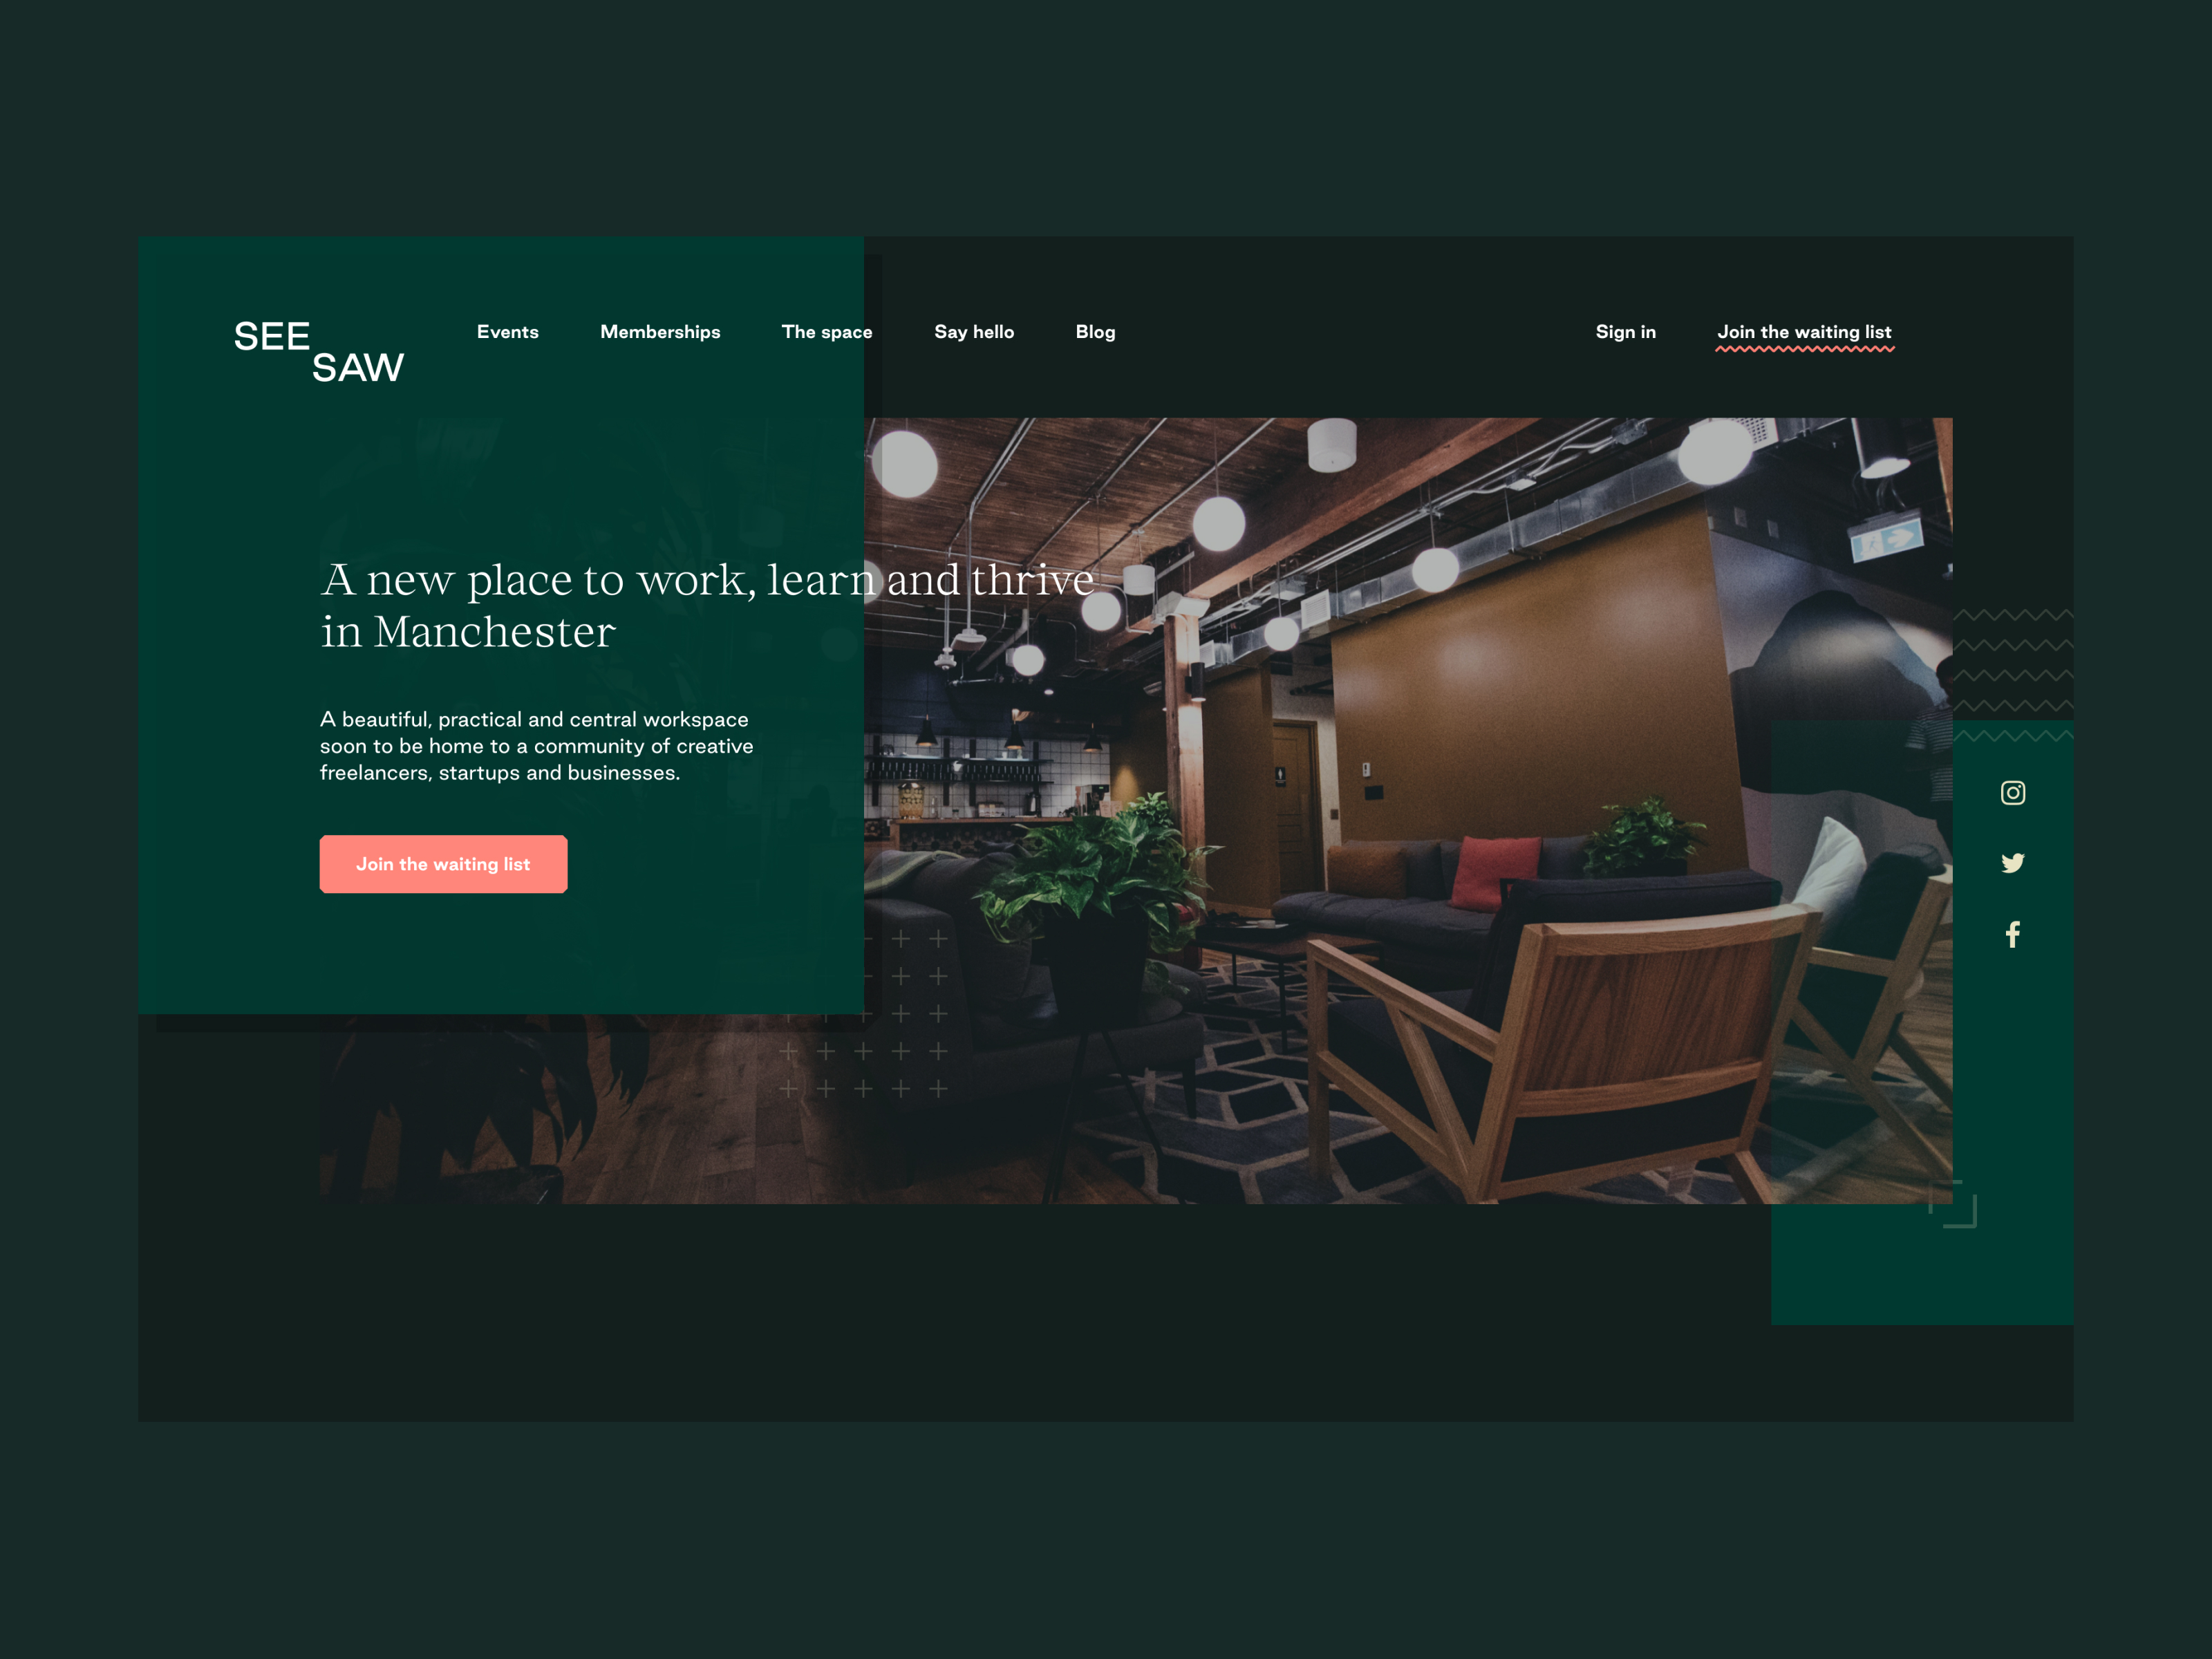 SEE
SAW
Events
Memberships
The space
Say hello
Blog
Sign in
Join the waiting list
A new place to work, learn and thrive
in Manchester
A beautiful, practical and central workspace
soon to be home to a community of creative
freelancers, startups and businesses.
Join the waiting list